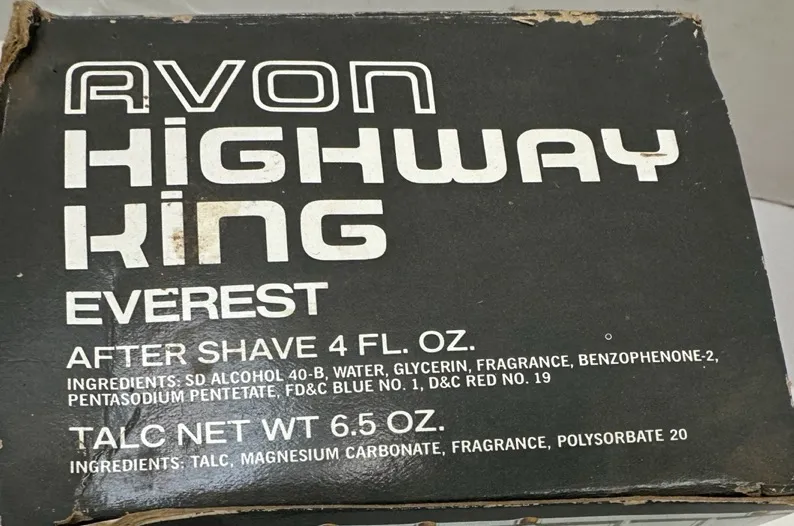 AVON
HIGHWAY
KING
EVEREST
AFTER SHAVE 4 FL. OZ.
INGREDIENTS: SD ALCOHOL 40-B, WATER, GLYCERIN, FRAGRANCE, BENZOPHENONE-2,
PENTASODIUM PENTETATE, FD&C BLUE NO. 1, D&C RED NO. 19
TALC NET WT 6.5 OZ.
INGREDIENTS: TALC, MAGNESIUM CARBONATE, FRAGRANCE, POLYSORBATE 20